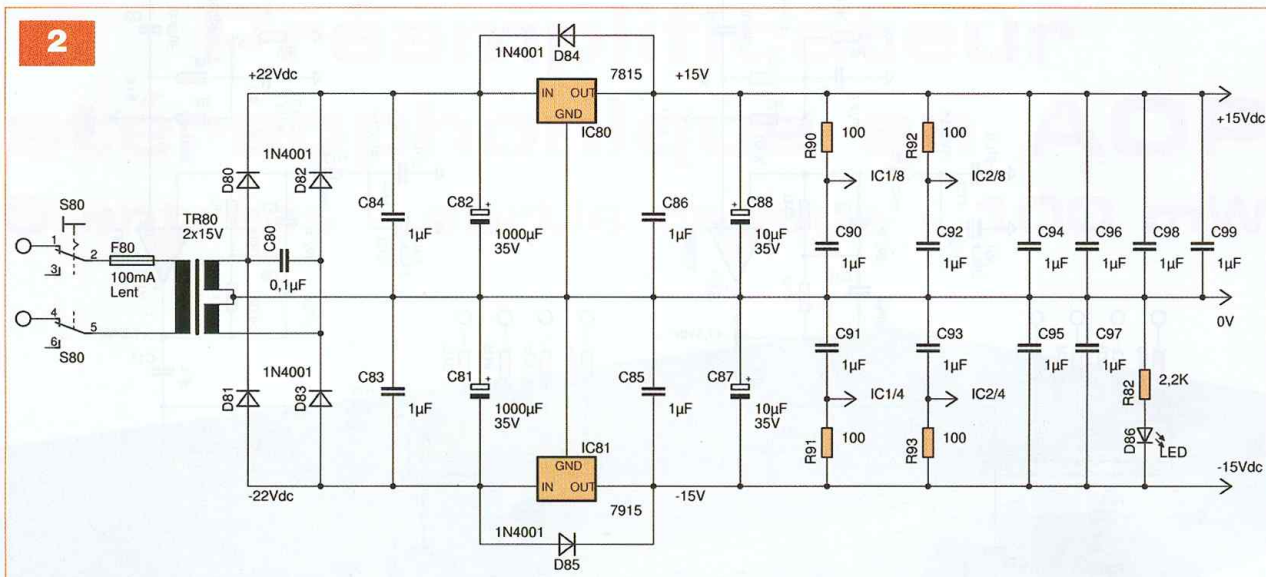 2
1N4001
D84
+22Vdc
7815
+15V
IN OUT
GND
IC80
+15Vdc
1N4001
D80
D82
R90
100
R92
100
IC1/8
IC2/8
S80
1
2
3
F80
100mA
Lent
TR80
2x15V
C80
0,1µF
C84
1µF
C82
+
1000µF
35V
C86
1µF
C88
+
10µF
35V
C90
1µF
C92
1µF
C94
1µF
C96
1µF
C98
1µF
C99
1µF
0V
4
5
6
S80
1N4001
D81
D83
C83
1µF
C81
+
1000µF
35V
C85
1µF
C87
+
10µF
35V
C91
1µF
C93
1µF
C95
1µF
C97
1µF
IC1/4
IC2/4
R91
100
R93
100
R82
2,2K
D86
LED
IC81
GND
IN OUT
-22Vdc
7915
-15V
-15Vdc
1N4001
D85